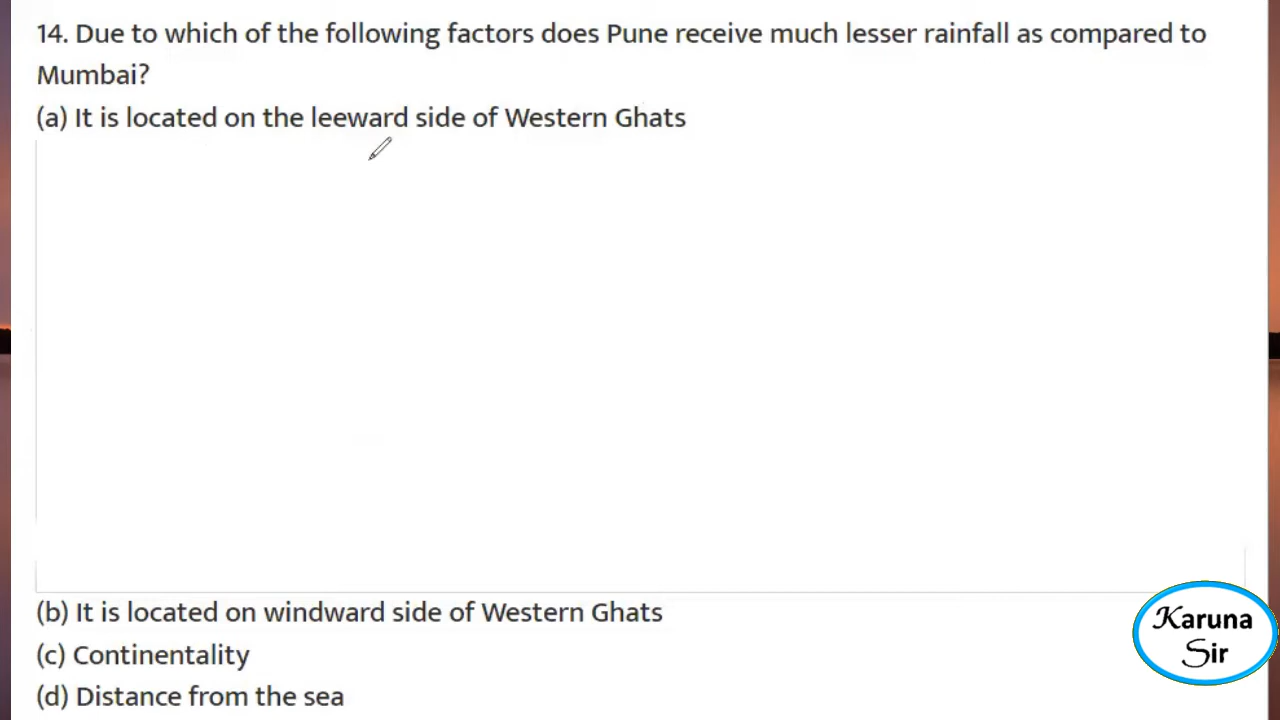 14. Due to which of the following factors does Pune receive much lesser rainfall as compared to
Mumbai?
(a) It is located on the leeward side of Western Ghats
(b) It is located on windward side of Western Ghats
(c) Continentality
(d) Distance from the sea
Karuna
Sir